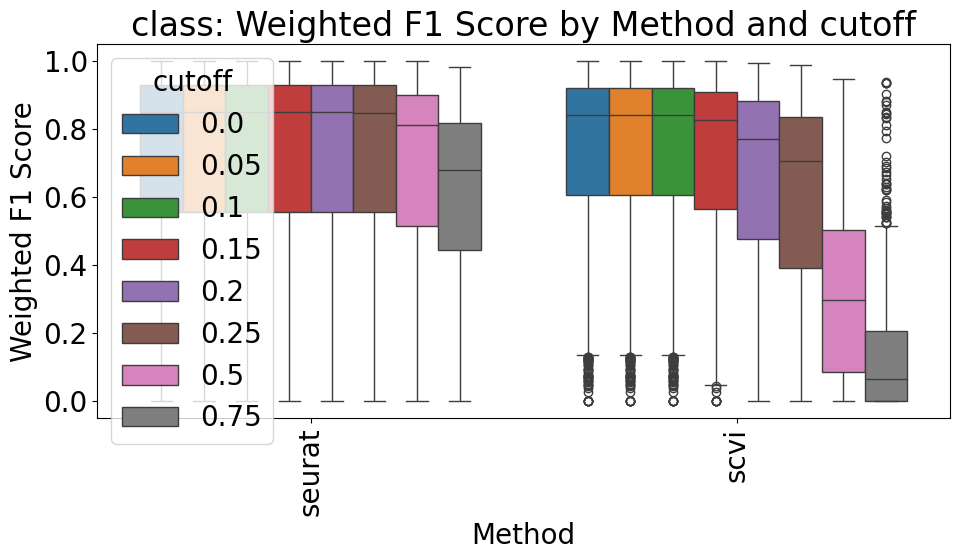 class: Weighted F1 Score by Method and cutoff
Weighted F1 Score
1.0
0.8
0.6
0.4
0.2
0.0
cutoff
0.0
0.05
0.1
0.15
0.2
0.25
0.5
0.75
seurat
scvi
Method